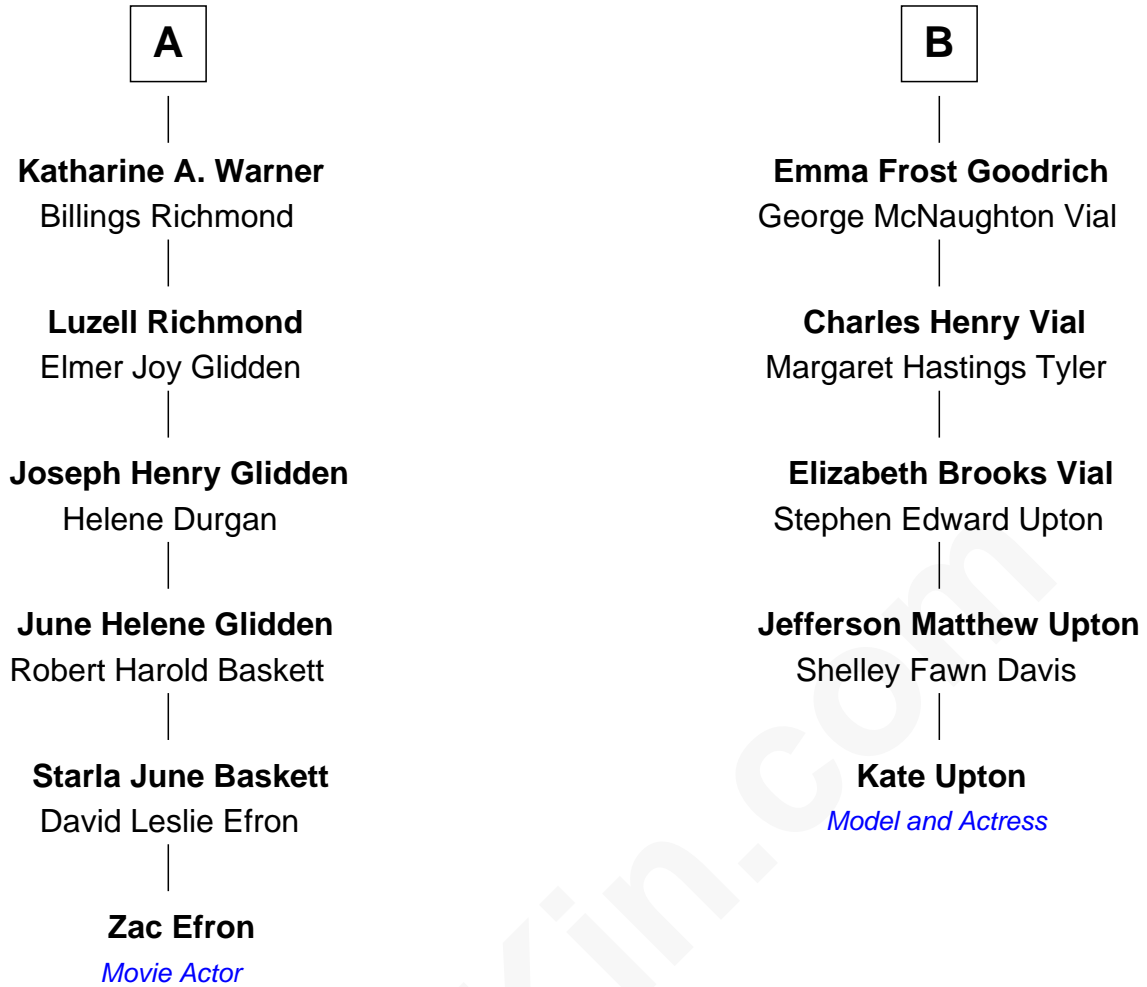 A
Katharine A. Warner
Billings Richmond
Luzell Richmond
Elmer Joy Glidden
Joseph Henry Glidden
Helene Durgan
June Helene Glidden
Robert Harold Baskett
Starla June Baskett
David Leslie Efron
Zac Efron
Movie Actor
B
Emma Frost Goodrich
George McNaughton Vial
Charles Henry Vial
Margaret Hastings Tyler
Elizabeth Brooks Vial
Stephen Edward Upton
Jefferson Matthew Upton
Shelley Fawn Davis
Kate Upton
Model and Actress
Kin.com